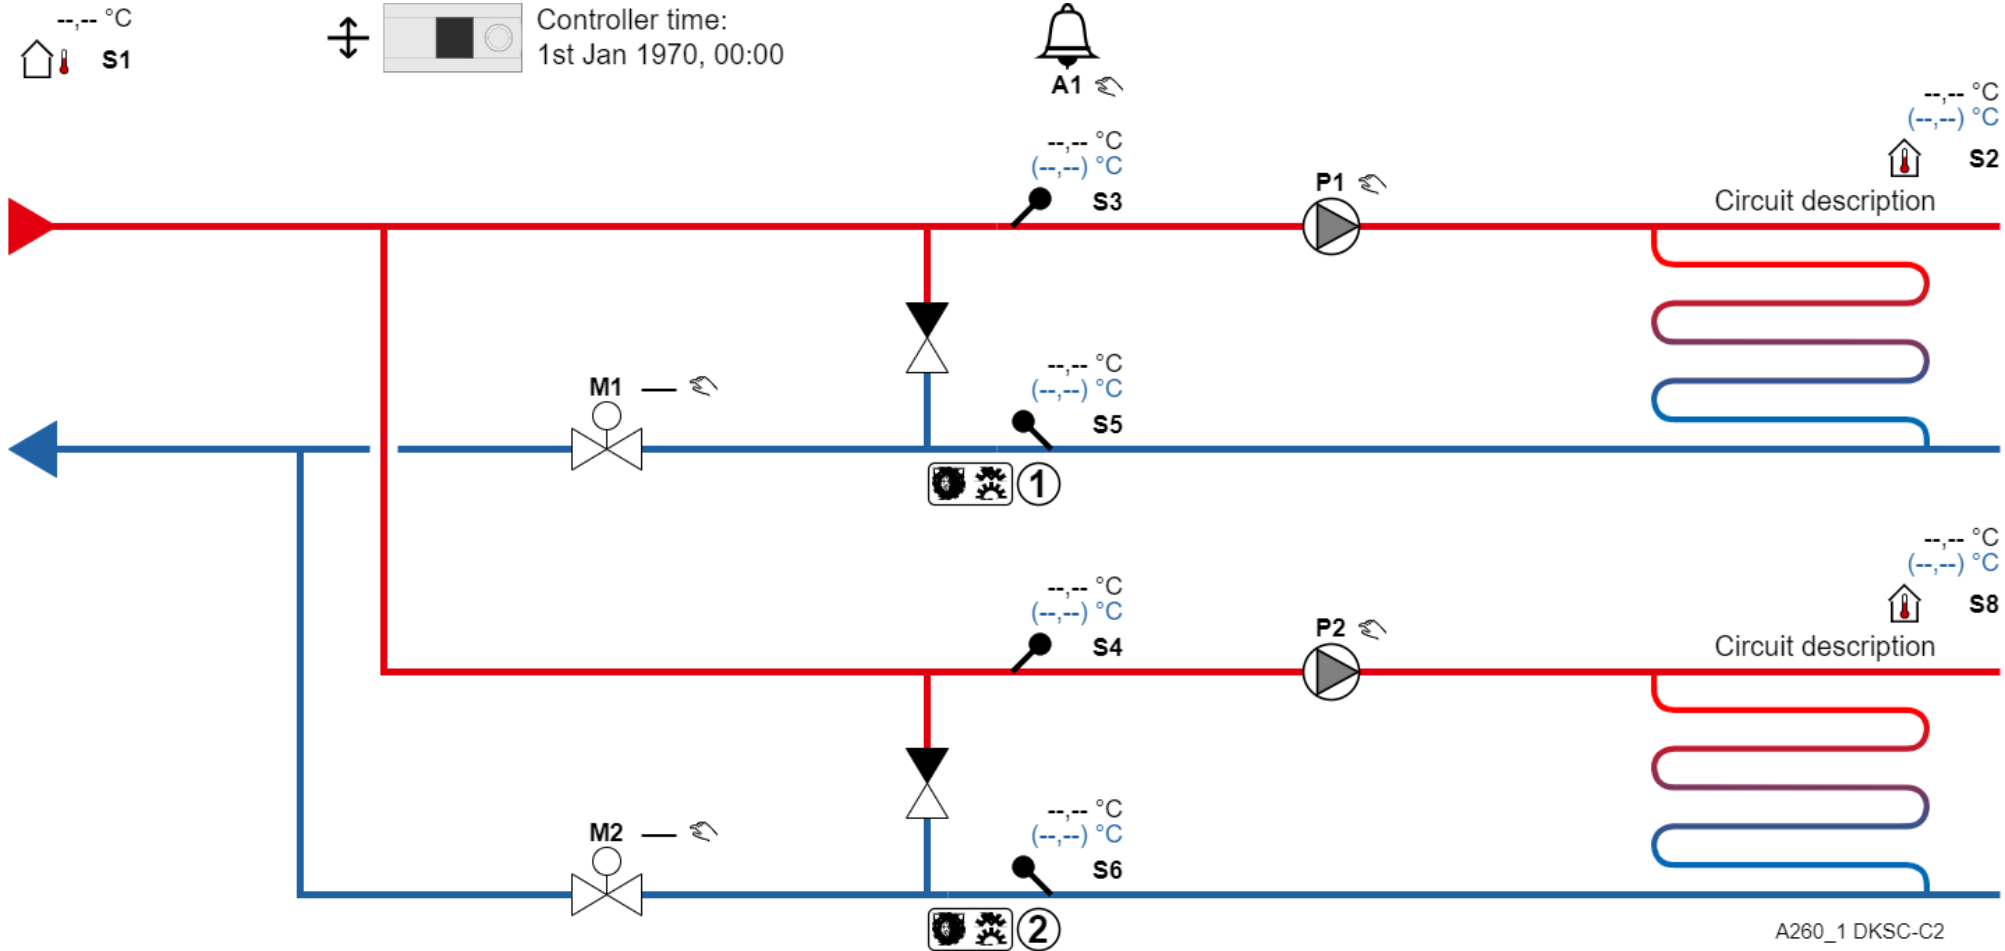 --,-- °C
S1
Controller time:
1st Jan 1970, 00:00
A1
--,-- °C
(--,--) °C
S2
--,-- °C
(--,--) °C
S3
P1
Circuit description
M1
--,-- °C
(--,--) °C
S5
1
--,-- °C
(--,--) °C
S8
--,-- °C
(--,--) °C
S4
P2
Circuit description
M2
--,-- °C
(--,--) °C
S6
2
A260_1 DKSC-C2